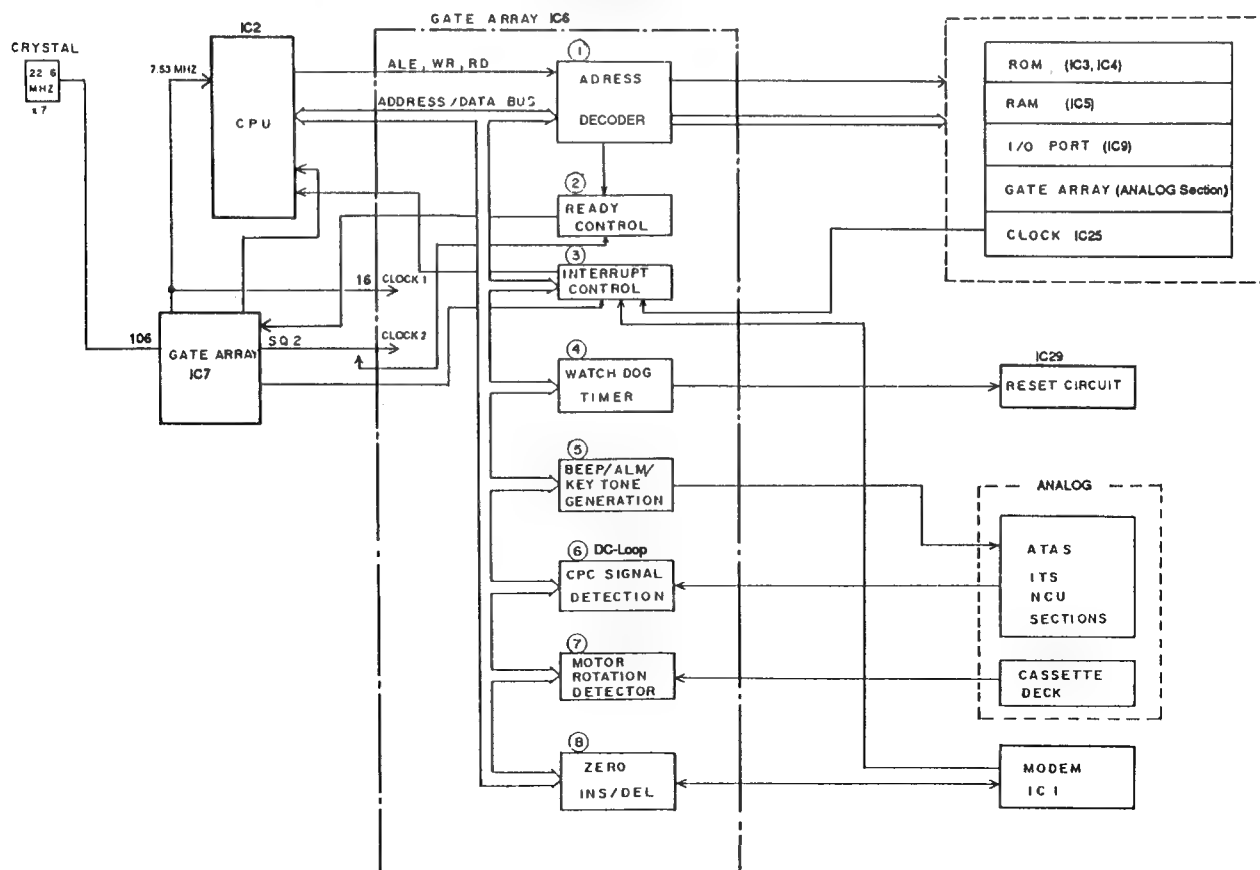 GATE ARRAY IC6
CRYSTAL
22 6
MHZ
x 7
7.53 MHZ
IC2
CPU
ALE, WR, RD
ADDRESS/DATA BUS
1
ADRESS
DECODER
ROM (IC3, IC4)
RAM (IC5)
I/O PORT (IC9)
GATE ARRAY (ANALOG Section)
CLOCK IC25
2
READY
CONTROL
3
INTERRUPT
CONTROL
16
CLOCK 1
106
GATE ARRAY
IC7
SQ 2
CLOCK 2
4
WATCH DOG
TIMER
IC29
RESET CIRCUIT
5
BEEP/ALM/
KEY TONE
GENERATION
ANALOG
ATAS
ITS
NCU
SECTIONS
6 DC-Loop
CPC SIGNAL
DETECTION
7
MOTOR
ROTATION
DETECTOR
CASSETTE
DECK
8
ZERO
INS/DEL
MODEM
IC 1